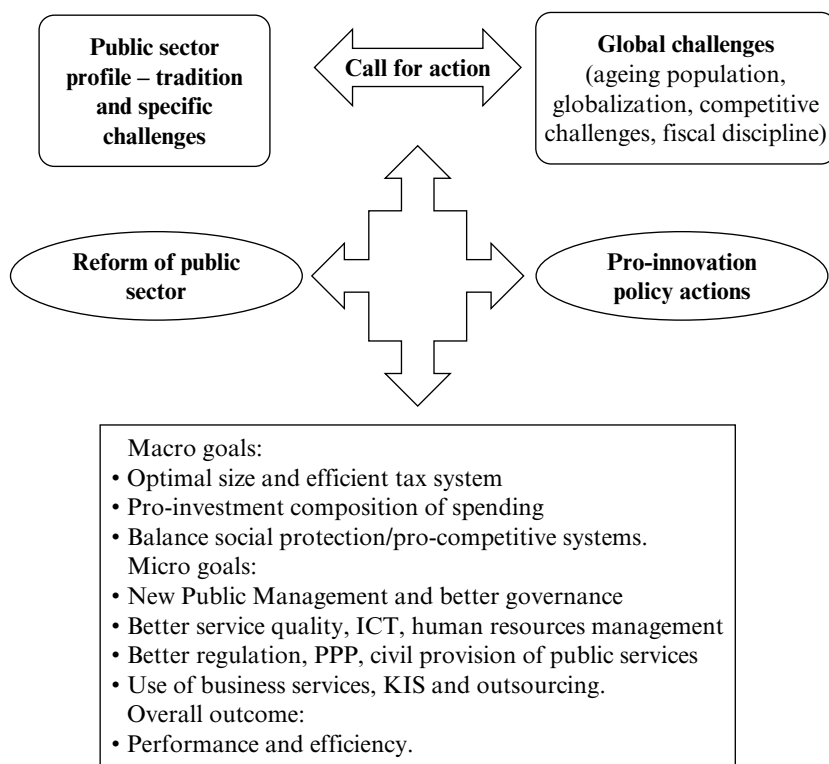 Public sector
profile – tradition
and specific
challenges
Call for action
Global challenges
(ageing population,
globalization, competitive
challenges, fiscal discipline)
Reform of public
sector
Pro-innovation
policy actions
Macro goals:
• Optimal size and efficient tax system
• Pro-investment composition of spending
• Balance social protection/pro-competitive systems.
Micro goals:
• New Public Management and better governance
• Better service quality, ICT, human resources management
• Better regulation, PPP, civil provision of public services
• Use of business services, KIS and outsourcing.
Overall outcome:
• Performance and efficiency.